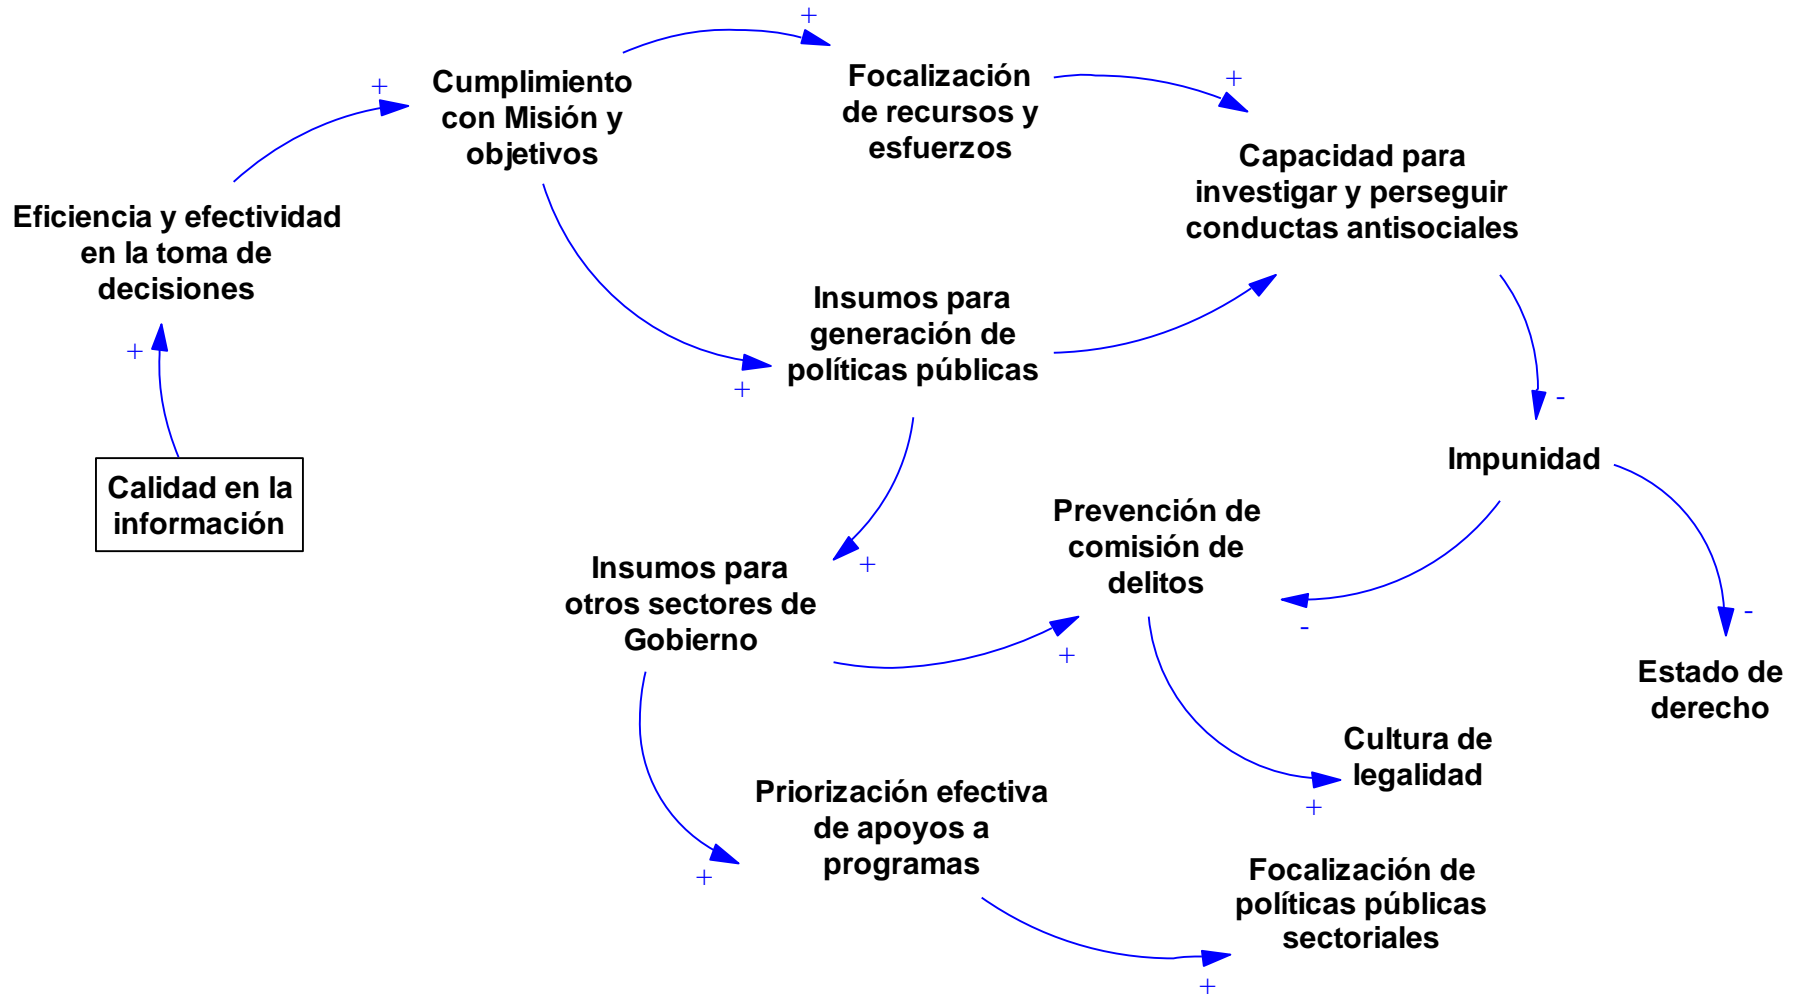 +
+
Cumplimiento
con Misión y
objetivos
Focalización
de recursos y
esfuerzos
+
Capacidad para
investigar y perseguir
conductas antisociales
Eficiencia y efectividad
en la toma de
decisiones
+
Insumos para
generación de
políticas públicas
+
-
Impunidad
Calidad en la
información
Prevención de
comisión de
delitos
+
Insumos para
otros sectores de
Gobierno
+
-
-
Estado de
derecho
Cultura de
legalidad
+
Priorización efectiva
de apoyos a
programas
+
Focalización de
políticas públicas
sectoriales
+